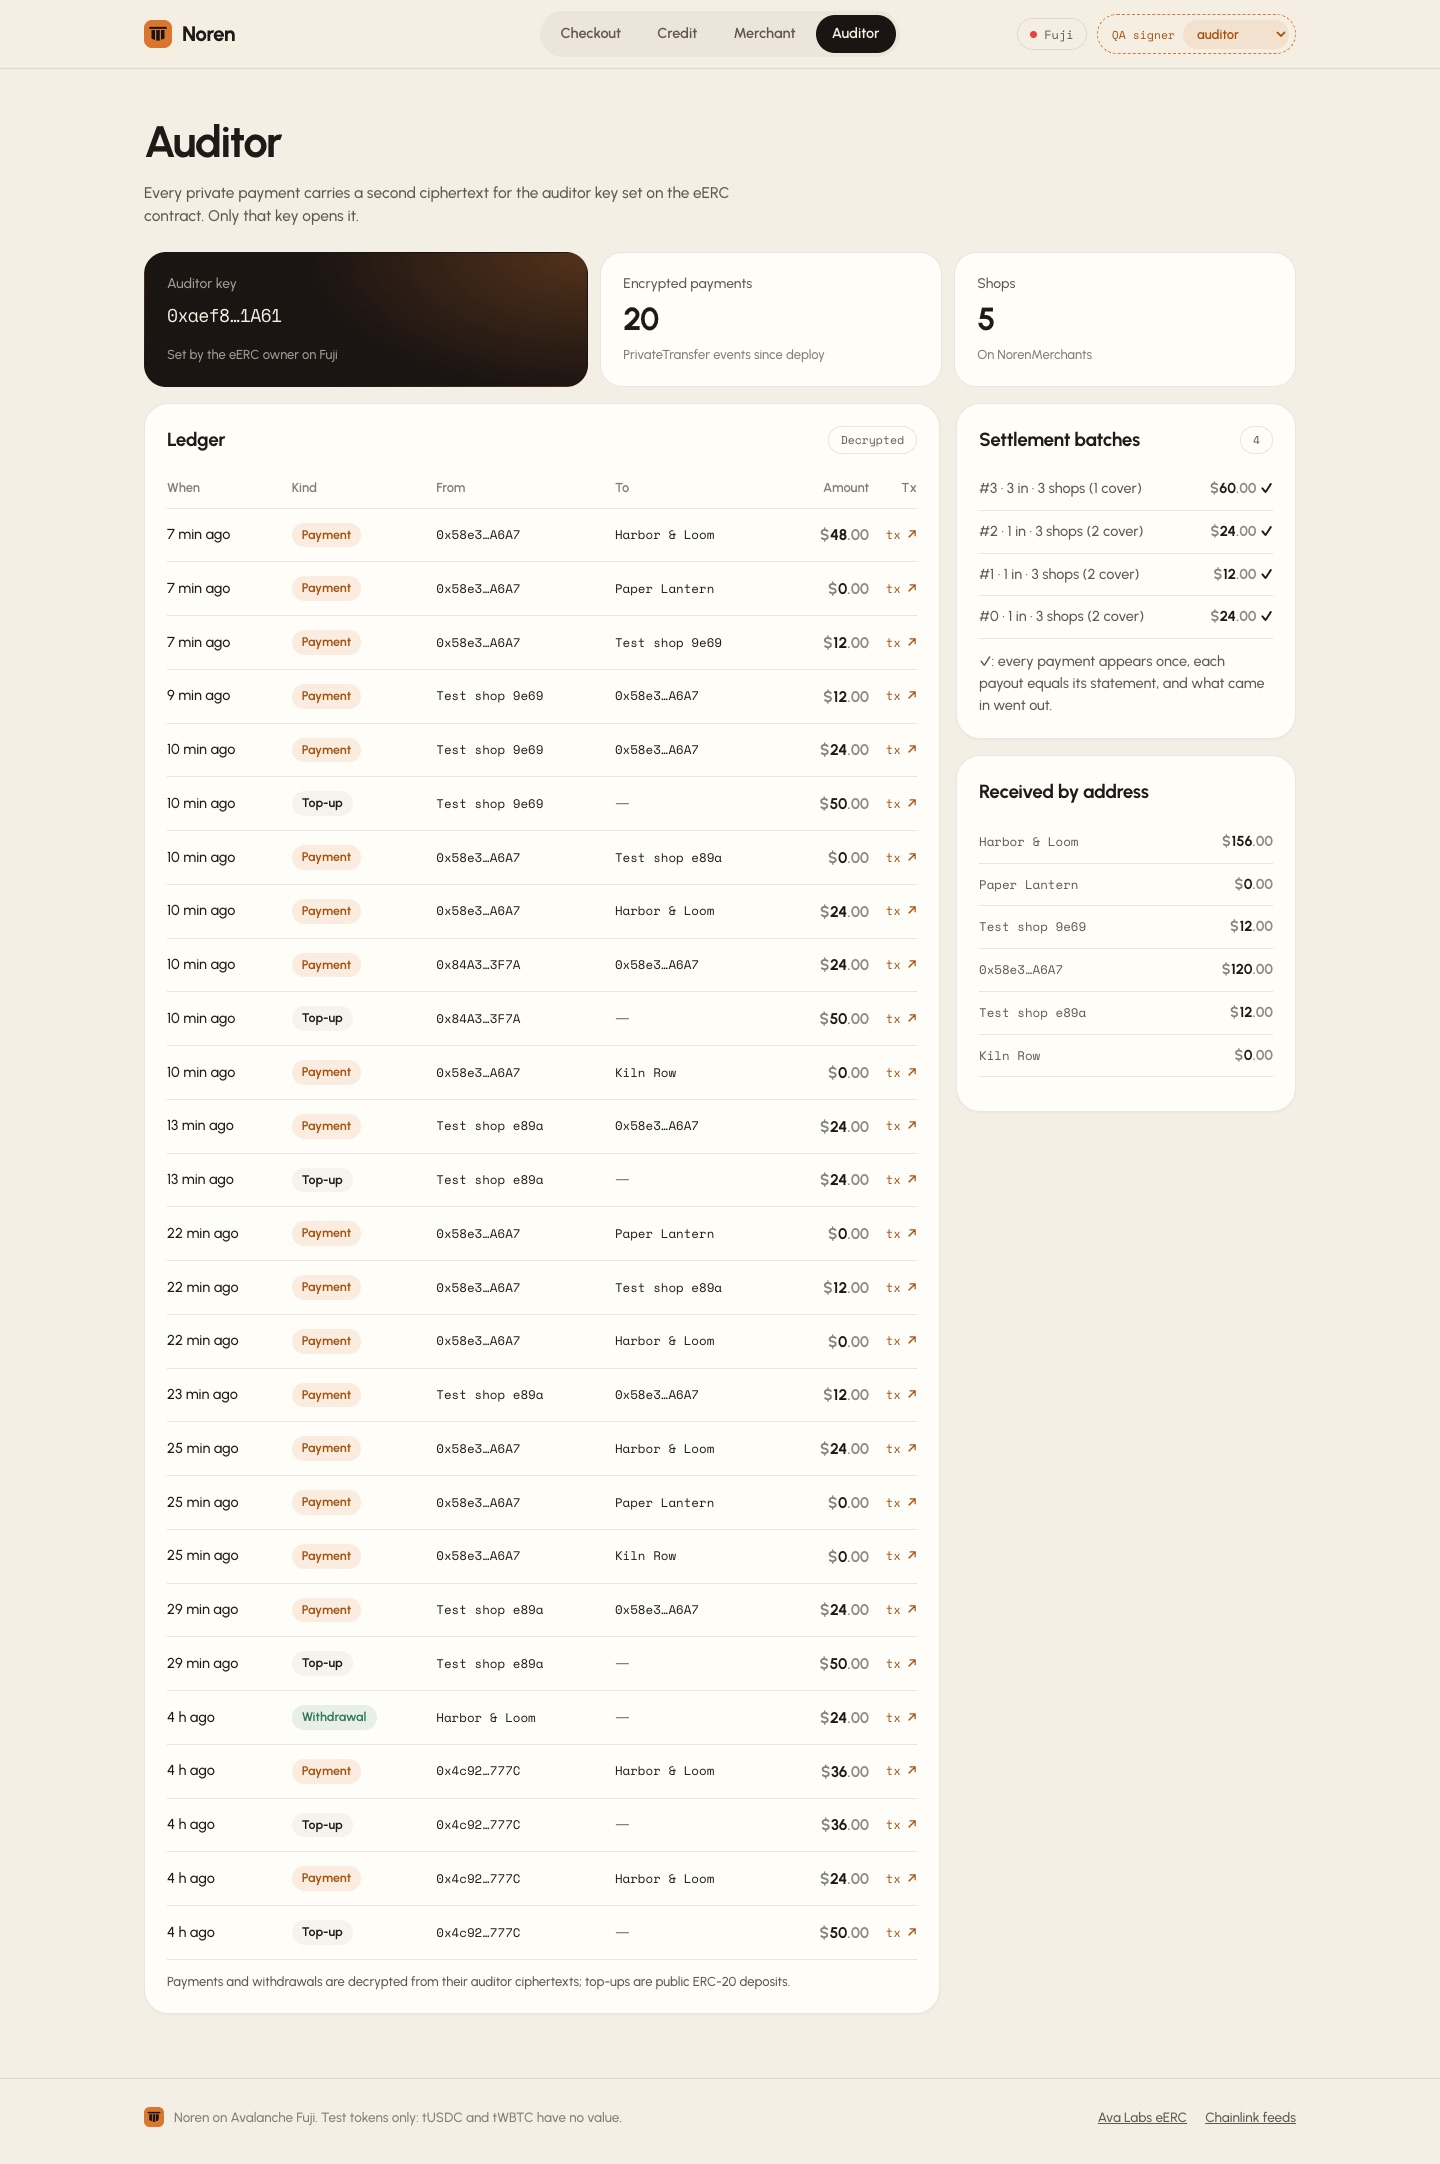 Noren
Checkout Credit Merchant Auditor
Fuji
QA signer auditor
Auditor
Every private payment carries a second ciphertext for the auditor key set on the eERC
contract. Only that key opens it.
Auditor key
0xaef8…1A61
Set by the eERC owner on Fuji
Encrypted payments
20
PrivateTransfer events since deploy
Shops
5
On NorenMerchants
Ledger
Decrypted
When Kind From To Amount Tx
7 min ago Payment 0x58e3…A6A7 Harbor & Loom $48.00 tx ↗
7 min ago Payment 0x58e3…A6A7 Paper Lantern $0.00 tx ↗
7 min ago Payment 0x58e3…A6A7 Test shop 9e69 $12.00 tx ↗
9 min ago Payment Test shop 9e69 0x58e3…A6A7 $12.00 tx ↗
10 min ago Payment Test shop 9e69 0x58e3…A6A7 $24.00 tx ↗
10 min ago Top-up Test shop 9e69 — $50.00 tx ↗
10 min ago Payment 0x58e3…A6A7 Test shop e89a $0.00 tx ↗
10 min ago Payment 0x58e3…A6A7 Harbor & Loom $24.00 tx ↗
10 min ago Payment 0x84A3…3F7A 0x58e3…A6A7 $24.00 tx ↗
10 min ago Top-up 0x84A3…3F7A — $50.00 tx ↗
10 min ago Payment 0x58e3…A6A7 Kiln Row $0.00 tx ↗
13 min ago Payment Test shop e89a 0x58e3…A6A7 $24.00 tx ↗
13 min ago Top-up Test shop e89a — $24.00 tx ↗
22 min ago Payment 0x58e3…A6A7 Paper Lantern $0.00 tx ↗
22 min ago Payment 0x58e3…A6A7 Test shop e89a $12.00 tx ↗
22 min ago Payment 0x58e3…A6A7 Harbor & Loom $0.00 tx ↗
23 min ago Payment Test shop e89a 0x58e3…A6A7 $12.00 tx ↗
25 min ago Payment 0x58e3…A6A7 Harbor & Loom $24.00 tx ↗
25 min ago Payment 0x58e3…A6A7 Paper Lantern $0.00 tx ↗
25 min ago Payment 0x58e3…A6A7 Kiln Row $0.00 tx ↗
29 min ago Payment Test shop e89a 0x58e3…A6A7 $24.00 tx ↗
29 min ago Top-up Test shop e89a — $50.00 tx ↗
4 h ago Withdrawal Harbor & Loom — $24.00 tx ↗
4 h ago Payment 0x4c92…777C Harbor & Loom $36.00 tx ↗
4 h ago Top-up 0x4c92…777C — $36.00 tx ↗
4 h ago Payment 0x4c92…777C Harbor & Loom $24.00 tx ↗
4 h ago Top-up 0x4c92…777C — $50.00 tx ↗
Payments and withdrawals are decrypted from their auditor ciphertexts; top-ups are public ERC-20 deposits.
Settlement batches
4
#3 · 3 in · 3 shops (1 cover) $60.00 ✓
#2 · 1 in · 3 shops (2 cover) $24.00 ✓
#1 · 1 in · 3 shops (2 cover) $12.00 ✓
#0 · 1 in · 3 shops (2 cover) $24.00 ✓
✓: every payment appears once, each
payout equals its statement, and what came
in went out.
Received by address
Harbor & Loom $156.00
Paper Lantern $0.00
Test shop 9e69 $12.00
0x58e3…A6A7 $120.00
Test shop e89a $12.00
Kiln Row $0.00
Noren on Avalanche Fuji. Test tokens only: tUSDC and tWBTC have no value.
Ava Labs eERC Chainlink feeds